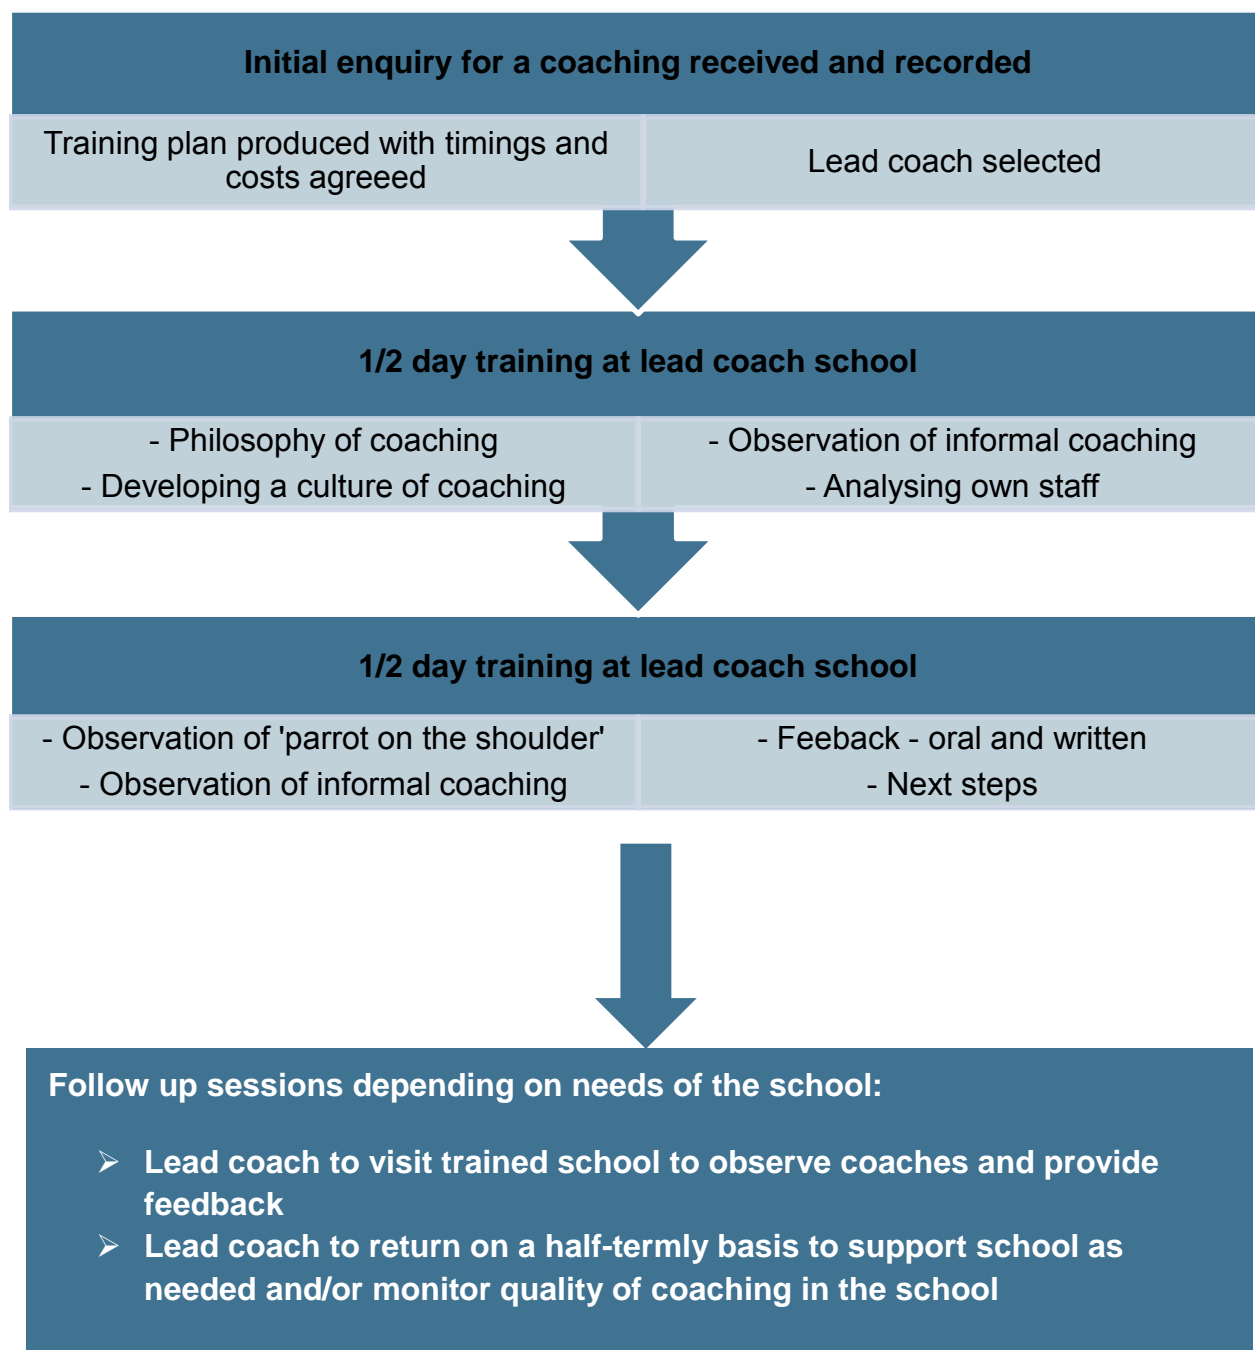 Initial enquiry for a coaching received and recorded
Training plan produced with timings and
costs agreeed
Lead coach selected
1/2 day training at lead coach school
- Philosophy of coaching
- Developing a culture of coaching
- Observation of informal coaching
- Analysing own staff
1/2 day training at lead coach school
- Observation of 'parrot on the shoulder'
- Observation of informal coaching
- Feeback - oral and written
- Next steps
Follow up sessions depending on needs of the school:
➢ Lead coach to visit trained school to observe coaches and provide
feedback
➢ Lead coach to return on a half-termly basis to support school as
needed and/or monitor quality of coaching in the school